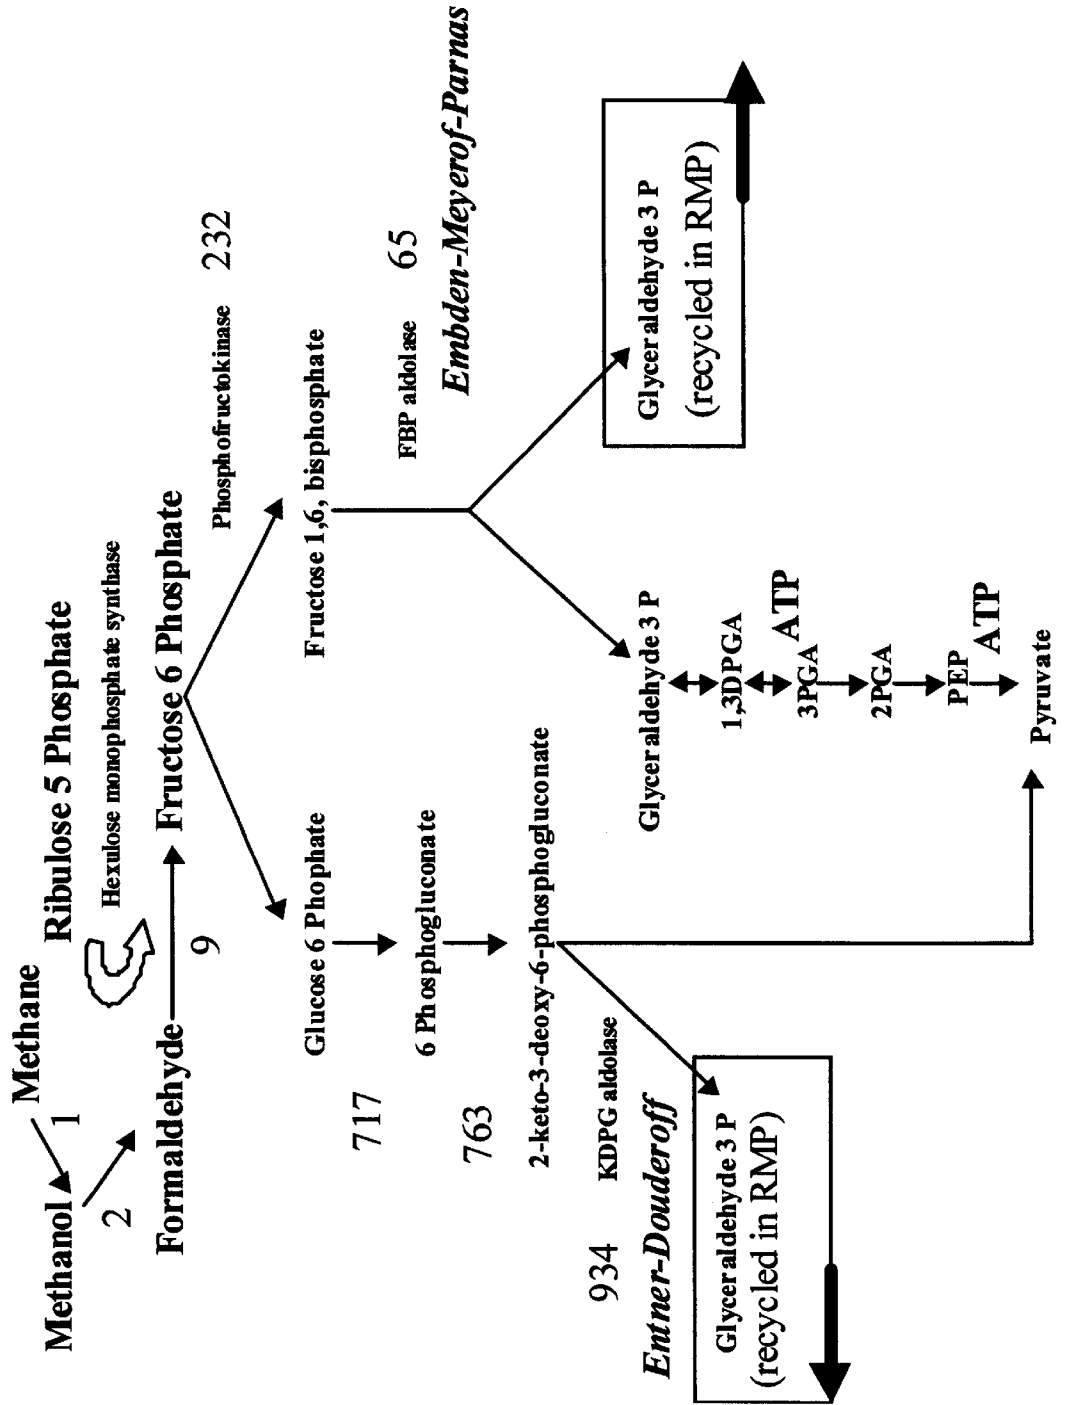 Methane
Methanol
1
2
Ribulose 5 Phosphate
Hexulose monophosphate synthase
Formaldehyde
Fructose 6 Phosphate
9
Phosphofructokinase
232
Glucose 6 Phophate
Fructose 1,6, bisphosphate
717
FBP aldolase
65
6 Phosphogluconate
Embden-Meyerof-Parnas
763
2-keto-3-deoxy-6-phosphogluconate
934
KDPG aldolase
Entner-Douderoff
Glyceraldehyde 3 P
(recycled in RMP)
Glyceraldehyde 3 P
1,3DPGA
ATP
3PGA
2PGA
PEP
ATP
Pyruvate
Glyceraldehyde 3 P
(recycled in RMP)